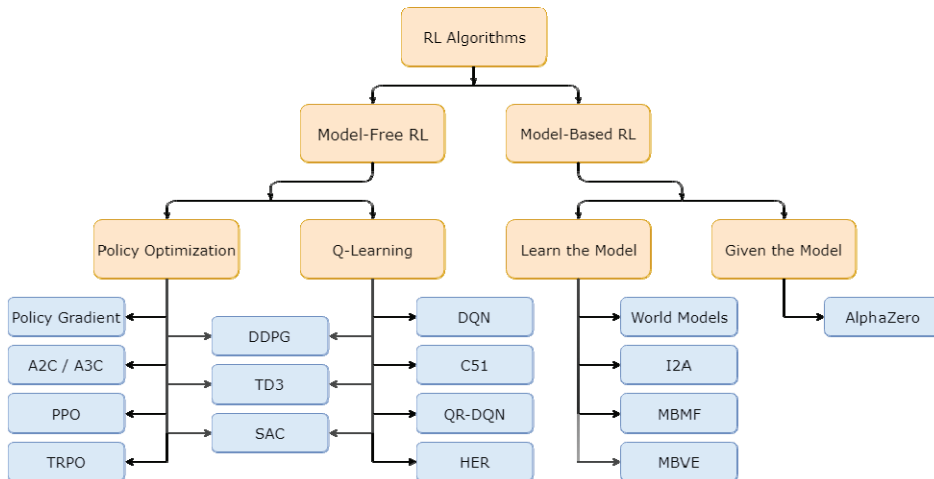 RL Algorithms
Model-Free RL
Model-Based RL
Policy Optimization
Q-Learning
Learn the Model
Given the Model
Policy Gradient
DQN
World Models
AlphaZero
DDPG
A2C / A3C
C51
I2A
TD3
PPO
QR-DQN
MBMF
SAC
TRPO
HER
MBVE